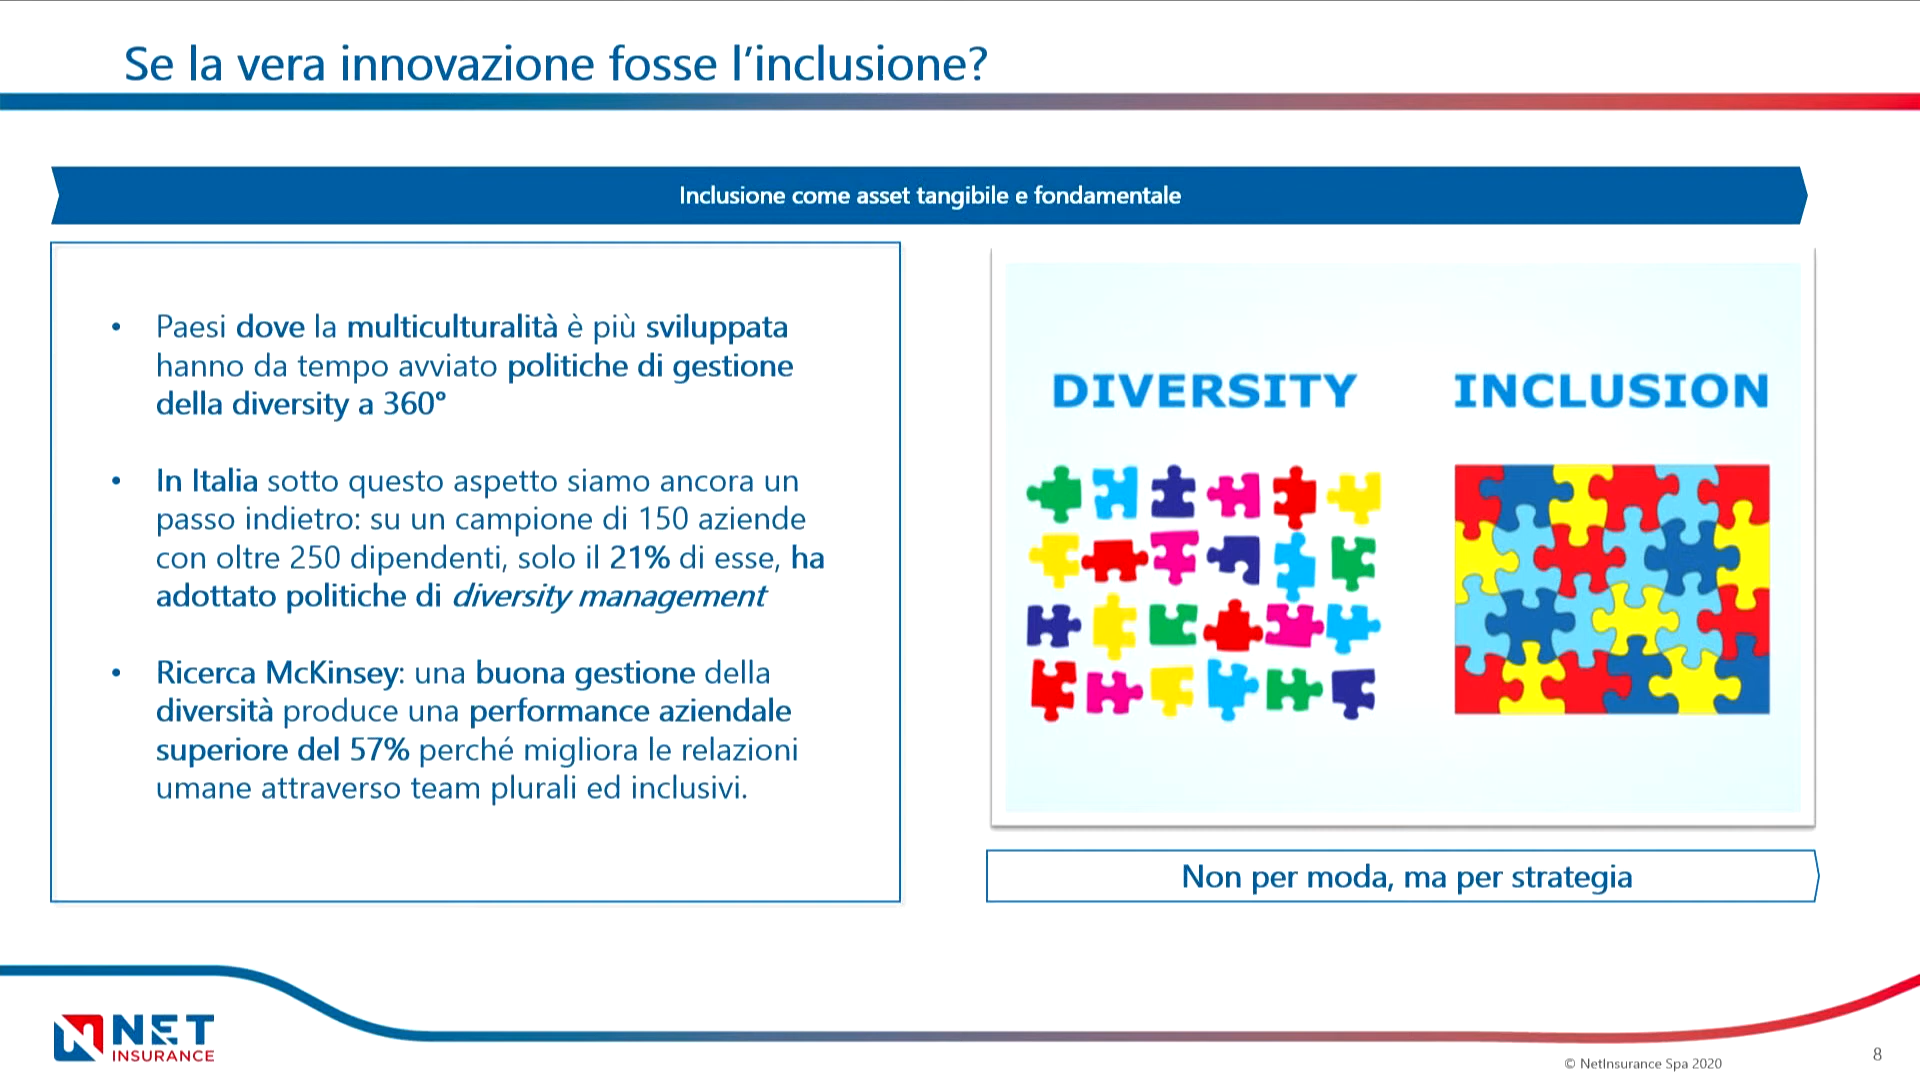 Se la vera innovazione fosse l'inclusione?
Inclusione come asset tangibile e fondamentale
• Paesi dove la multiculturalità è più sviluppata
hanno da tempo avviato politiche di gestione
della diversity a 360°
• In Italia sotto questo aspetto siamo ancora un
passo indietro: su un campione di 150 aziende
con oltre 250 dipendenti, solo il 21% di esse, ha
adottato politiche di diversity management
• Ricerca McKinsey: una buona gestione della
diversità produce una performance aziendale
superiore del 57% perché migliora le relazioni
umane attraverso team plurali ed inclusivi.
DIVERSITY
INCLUSION
Non per moda, ma per strategia
NET
INSURANCE
© NetInsurance Spa 2020
8